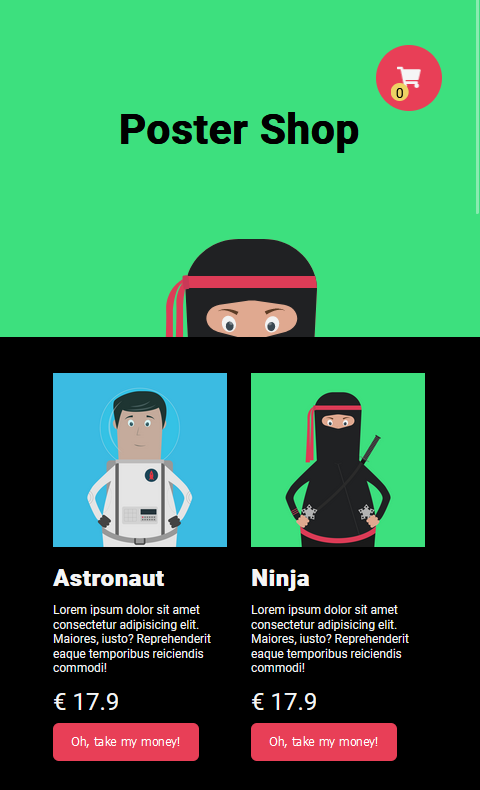 0
Poster Shop
Astronaut
Lorem ipsum dolor sit amet
consectetur adipisicing elit.
Maiores, iusto? Reprehenderit
eaque temporibus reiciendis
commodi!
€ 17.9
Oh, take my money!
Ninja
Lorem ipsum dolor sit amet
consectetur adipisicing elit.
Maiores, iusto? Reprehenderit
eaque temporibus reiciendis
commodi!
€ 17.9
Oh, take my money!